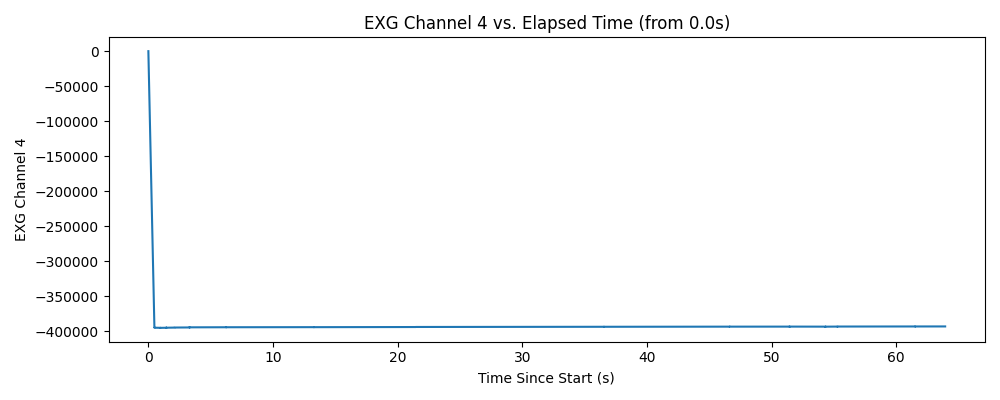 EXG Channel 4 vs. Elapsed Time (from 0.0s)
0
−50000
−100000
−150000
−200000
−250000
−300000
−350000
−400000
EXG Channel 4
0 10 20 30 40 50 60
Time Since Start (s)